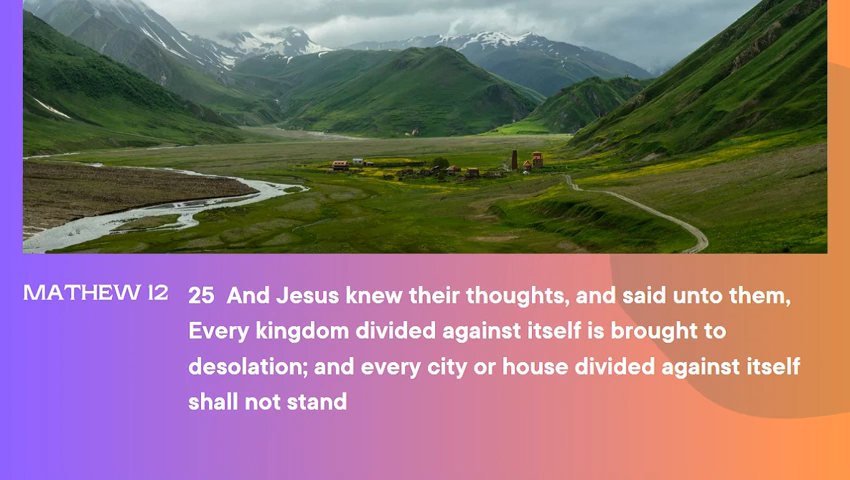 MATHEW 12
25 And Jesus knew their thoughts, and said unto them,
Every kingdom divided against itself is brought to
desolation; and every city or house divided against itself
shall not stand